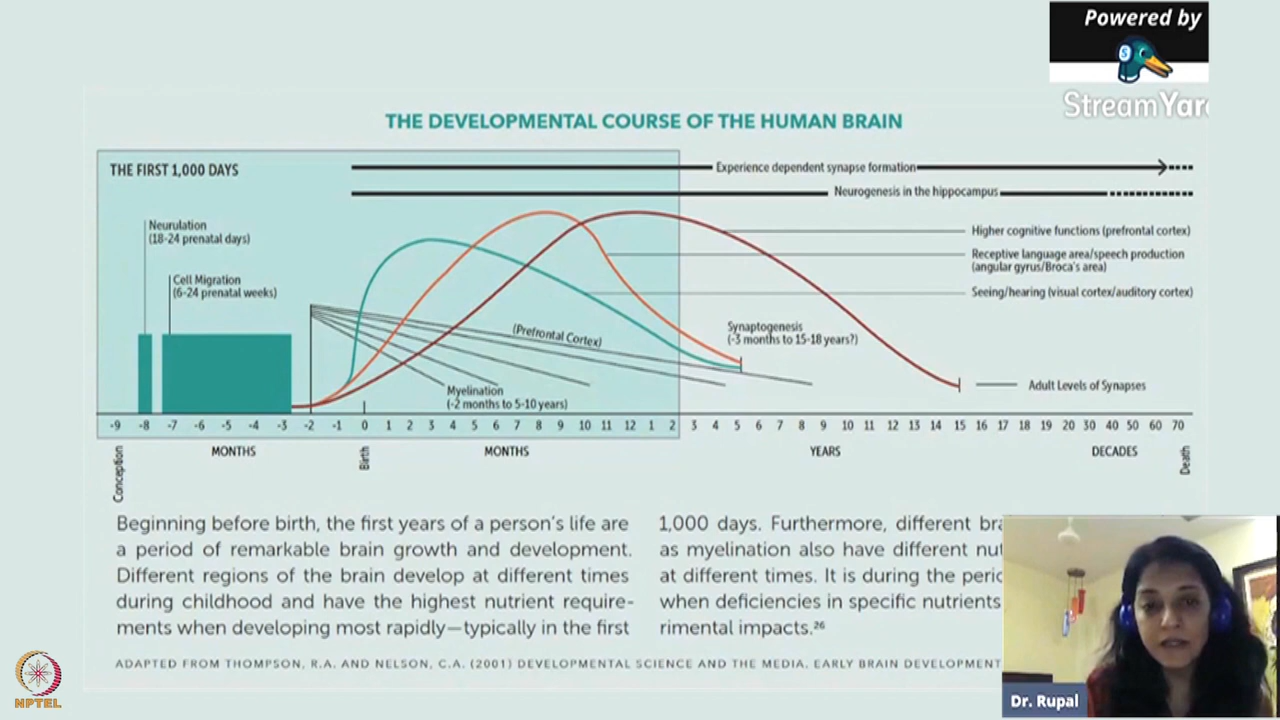 Powered by
StreamYar
THE DEVELOPMENTAL COURSE OF THE HUMAN BRAIN
THE FIRST 1,000 DAYS
Experience dependent synapse formation
Neurogenesis in the hippocampus
Neurulation
(18-24 prenatal days)
Higher cognitive functions (prefrontal cortex)
Receptive language area/speech production
(angular gyrus/Broca's area)
Cell Migration
(6-24 prenatal weeks)
Seeing/hearing (visual cortex/auditory cortex)
(Prefrontal Cortex)
Synaptogenesis
(-3 months to 15-18 years?)
Myelination
(-2 months to 5-10 years)
Adult Levels of Synapses
-9 -8 -7 -6 -5 -4 -3 -2 -1 0 1 2 3 4 5 6 7 8 9 10 11 12 1 2 3 4 5 6 7 8 9 10 11 12 13 14 15 16 17 18 19 20 30 40 50 60 70
Conception
MONTHS
Birth
MONTHS
YEARS
DECADES
Death
Beginning before birth, the first years of a person's life are
a period of remarkable brain growth and development.
Different regions of the brain develop at different times
during childhood and have the highest nutrient require-
ments when developing most rapidly—typically in the first
1,000 days. Furthermore, different bra
as myelination also have different nut
at different times. It is during the peric
when deficiencies in specific nutrients
rimental impacts.26
ADAPTED FROM THOMPSON, R.A. AND NELSON, C.A. (2001) DEVELOPMENTAL SCIENCE AND THE MEDIA. EARLY BRAIN DEVELOPMENT
NPTEL
Dr. Rupal